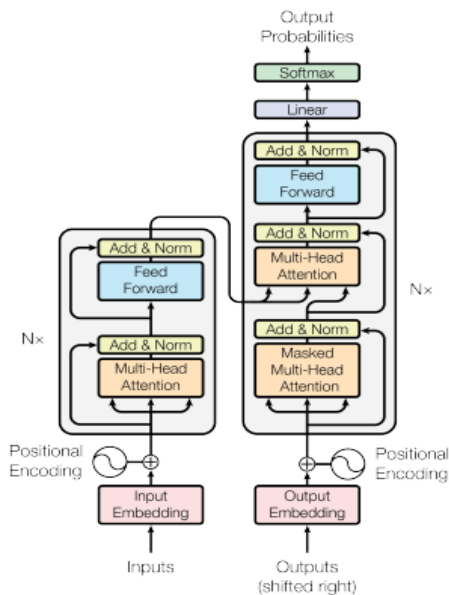 Output
Probabilities
Softmax
Linear
Add & Norm
Feed
Forward
Add & Norm
Multi-Head
Attention
Nx
Add & Norm
Masked
Multi-Head
Attention
Add & Norm
Feed
Forward
Nx
Add & Norm
Multi-Head
Attention
Positional
Encoding
Positional
Encoding
Input
Embedding
Output
Embedding
Inputs
Outputs
(shifted right)